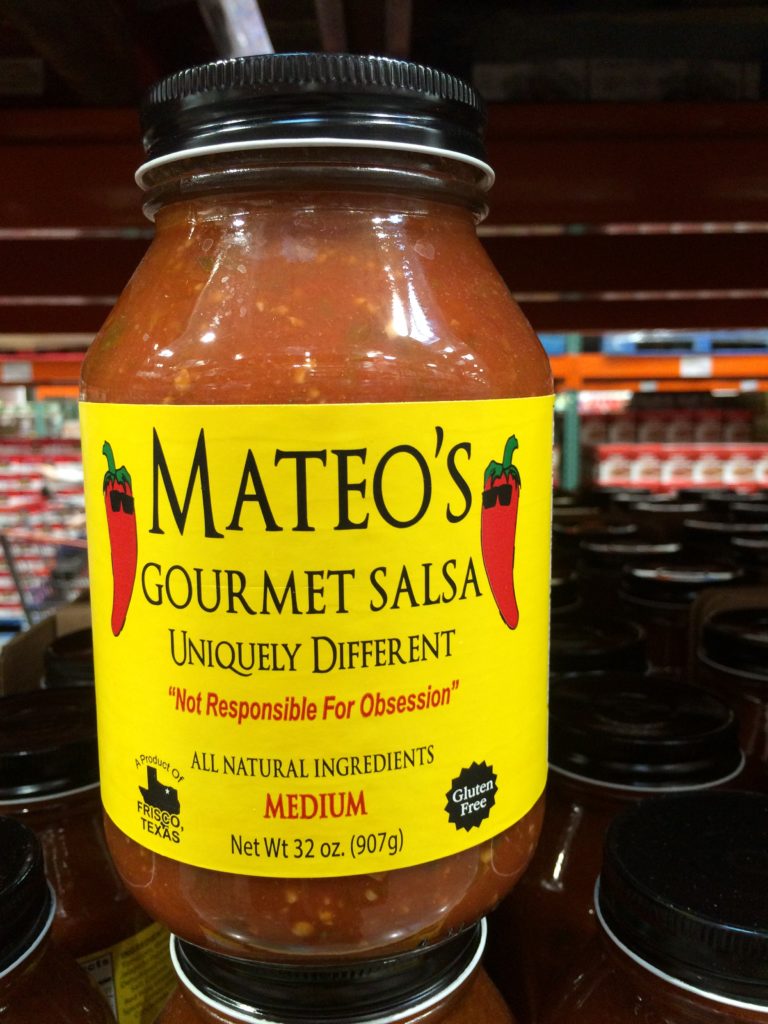 MATEO'S
GOURMET SALSA
UNIQUELY DIFFERENT
"Not Responsible For Obsession"
ALL NATURAL INGREDIENTS
MEDIUM
Net Wt 32 oz. (907g)
A Product Of
FRISCO,
TEXAS
Gluten
Free